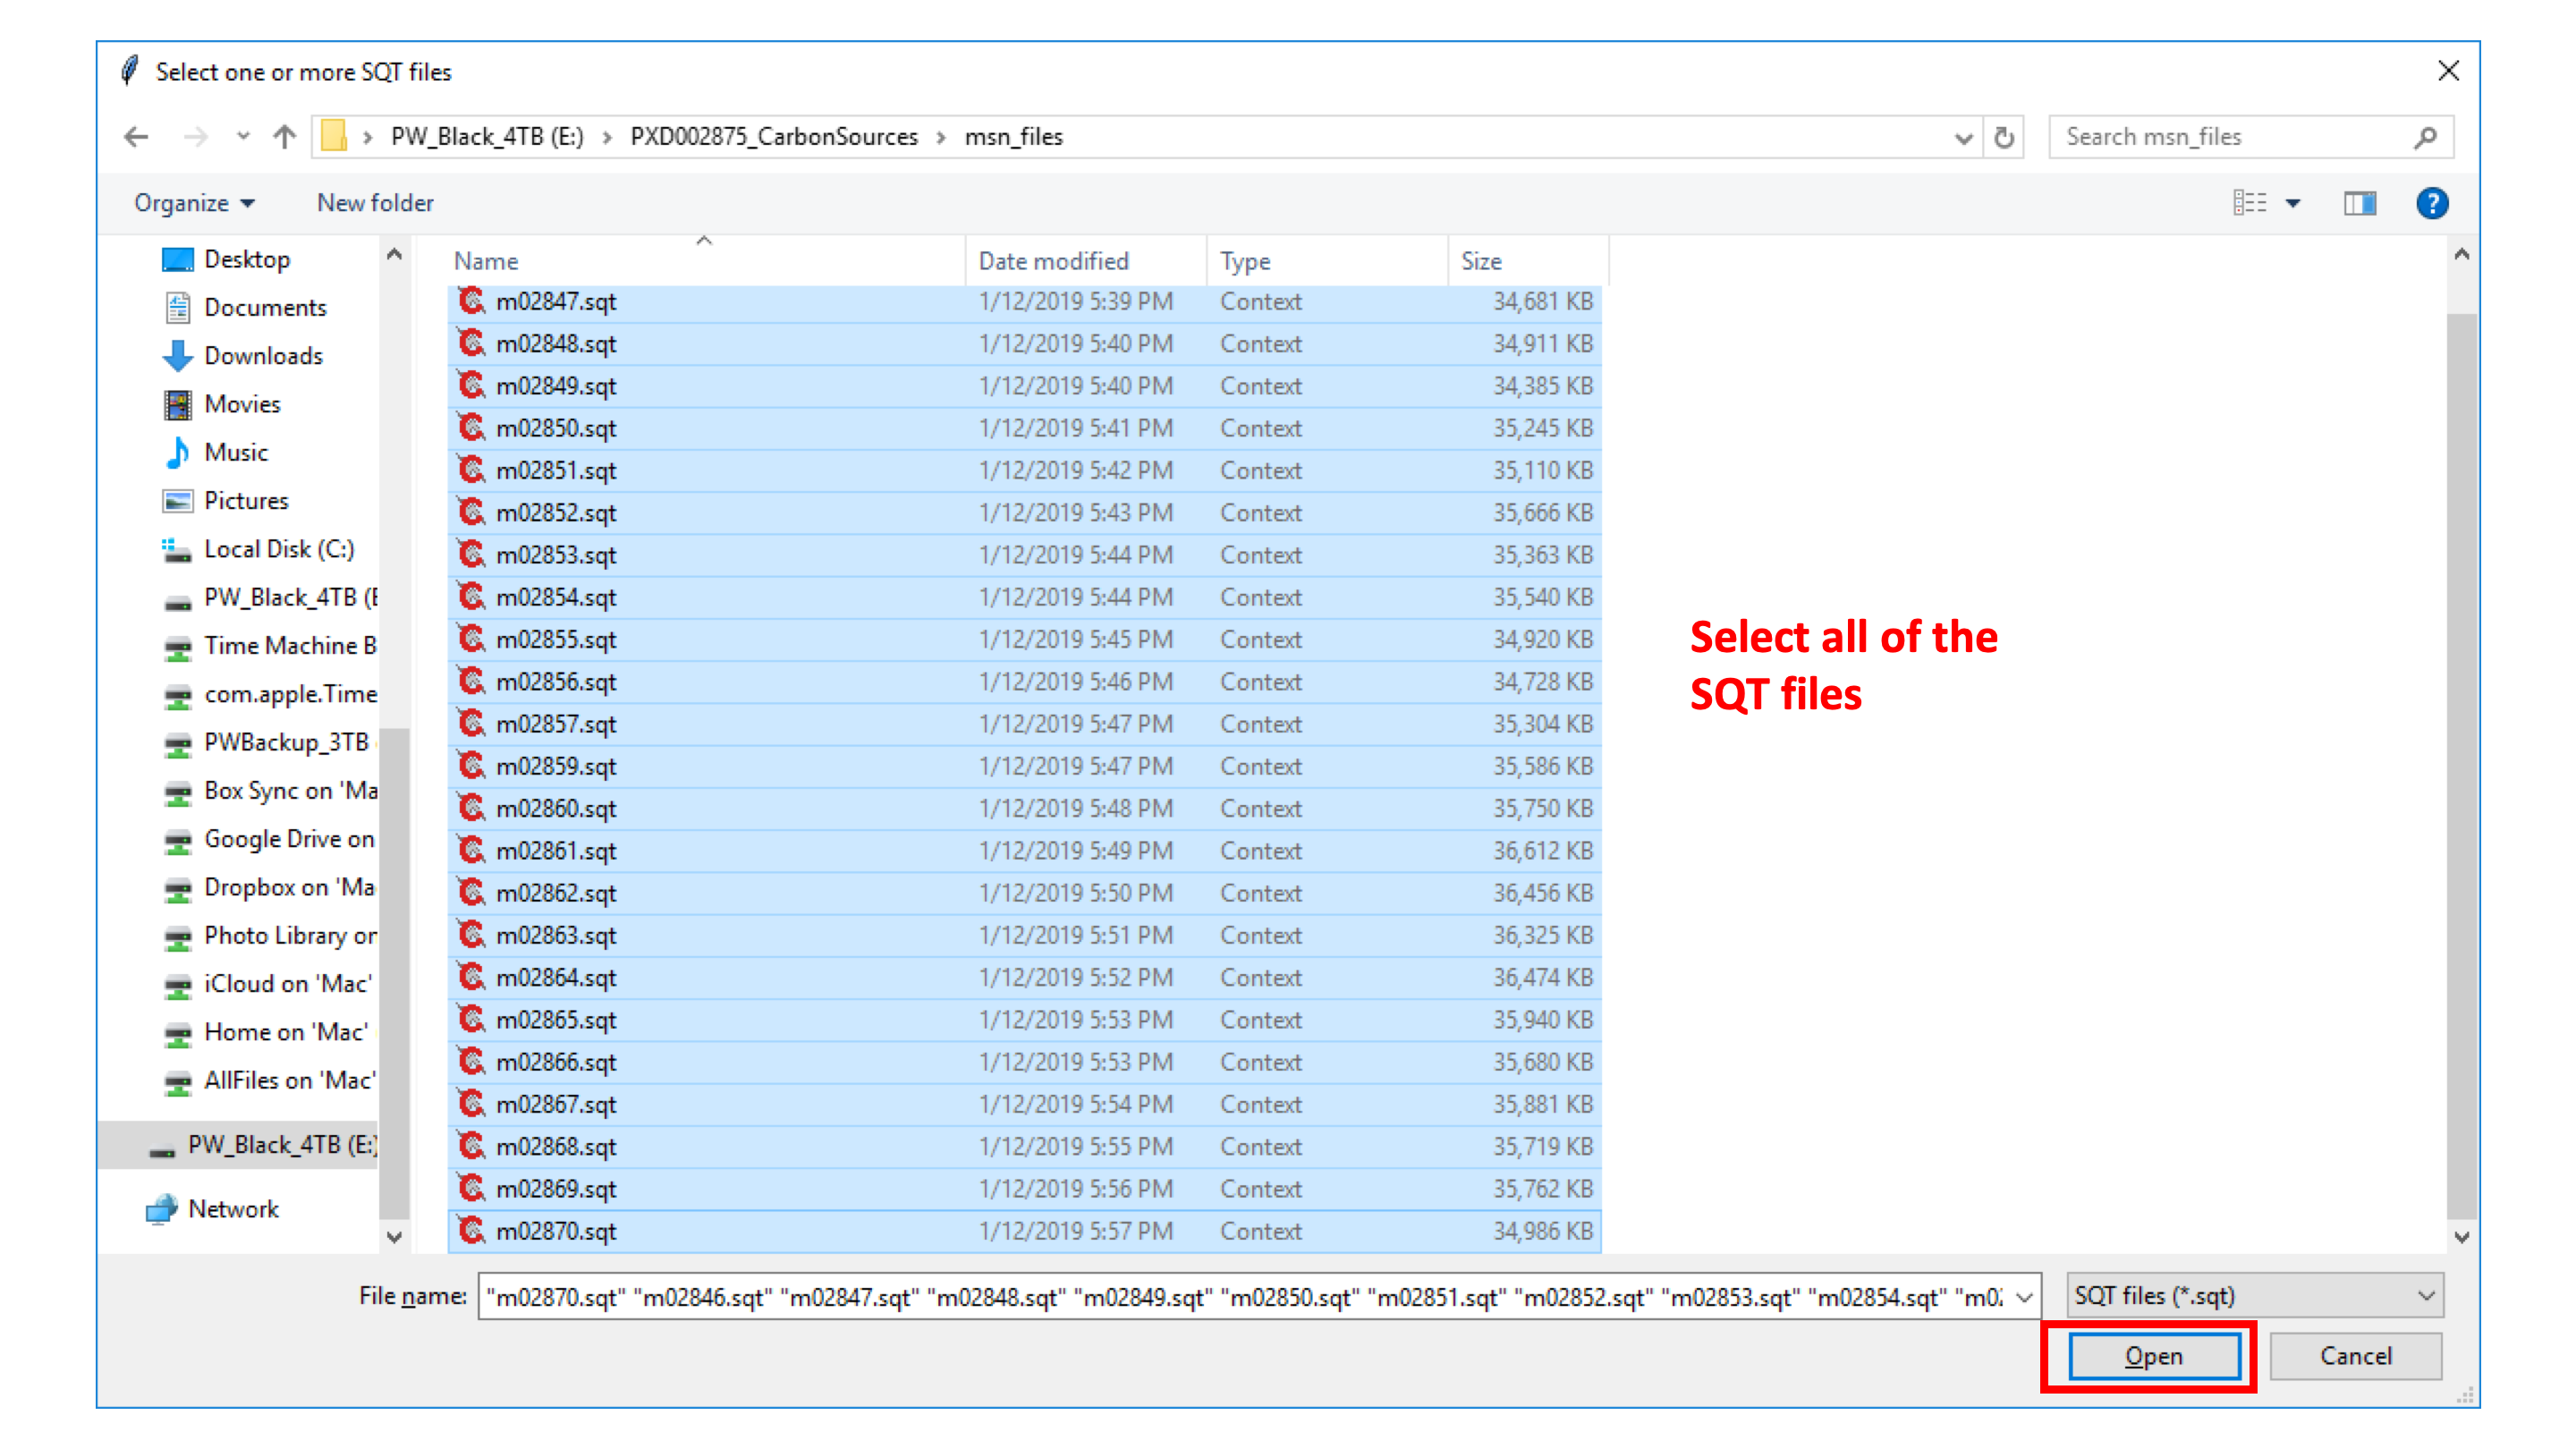 Select one or more SQT files
PW_Black_4TB (E:) > PXD002875_CarbonSources > msn_files
Search msn_files
Organize
New folder
Name
Date modified
Type
Size
Desktop
Documents
Downloads
Movies
Music
Pictures
Local Disk (C:)
PW_Black_4TB (E
Time Machine B
com.apple.Time
PWBackup_3TB
Box Sync on 'Ma
Google Drive on
Dropbox on 'Ma
Photo Library or
iCloud on 'Mac'
Home on 'Mac'
AllFiles on 'Mac'
PW_Black_4TB (E:)
Network
m02847.sqt 1/12/2019 5:39 PM Context 34,681 KB
m02848.sqt 1/12/2019 5:40 PM Context 34,911 KB
m02849.sqt 1/12/2019 5:40 PM Context 34,385 KB
m02850.sqt 1/12/2019 5:41 PM Context 35,245 KB
m02851.sqt 1/12/2019 5:42 PM Context 35,110 KB
m02852.sqt 1/12/2019 5:43 PM Context 35,666 KB
m02853.sqt 1/12/2019 5:44 PM Context 35,363 KB
m02854.sqt 1/12/2019 5:44 PM Context 35,540 KB
m02855.sqt 1/12/2019 5:45 PM Context 34,920 KB
m02856.sqt 1/12/2019 5:46 PM Context 34,728 KB
m02857.sqt 1/12/2019 5:47 PM Context 35,304 KB
m02859.sqt 1/12/2019 5:47 PM Context 35,586 KB
m02860.sqt 1/12/2019 5:48 PM Context 35,750 KB
m02861.sqt 1/12/2019 5:49 PM Context 36,612 KB
m02862.sqt 1/12/2019 5:50 PM Context 36,456 KB
m02863.sqt 1/12/2019 5:51 PM Context 36,325 KB
m02864.sqt 1/12/2019 5:52 PM Context 36,474 KB
m02865.sqt 1/12/2019 5:53 PM Context 35,940 KB
m02866.sqt 1/12/2019 5:53 PM Context 35,680 KB
m02867.sqt 1/12/2019 5:54 PM Context 35,881 KB
m02868.sqt 1/12/2019 5:55 PM Context 35,719 KB
m02869.sqt 1/12/2019 5:56 PM Context 35,762 KB
m02870.sqt 1/12/2019 5:57 PM Context 34,986 KB
Select all of the
SQT files
File name: "m02870.sqt" "m02846.sqt" "m02847.sqt" "m02848.sqt" "m02849.sqt" "m02850.sqt" "m02851.sqt" "m02852.sqt" "m02853.sqt" "m02854.sqt"
SQT files (*.sqt)
Open
Cancel